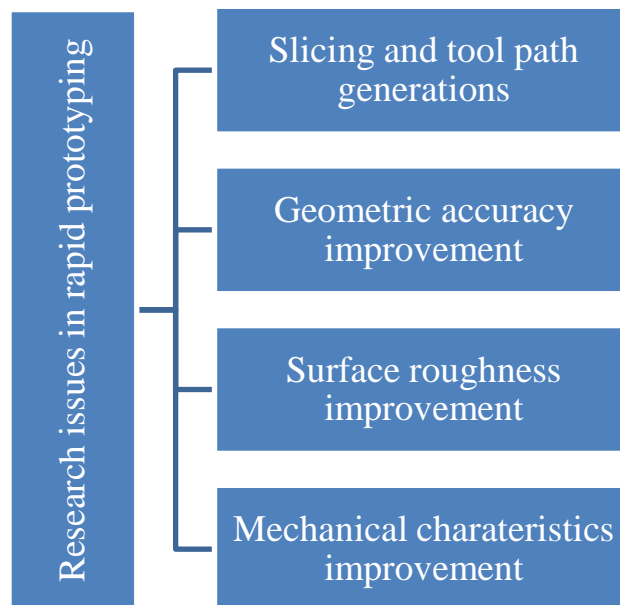 Research issues in rapid prototyping
Slicing and tool path
generations
Geometric accuracy
improvement
Surface roughness
improvement
Mechanical charateristics
improvement